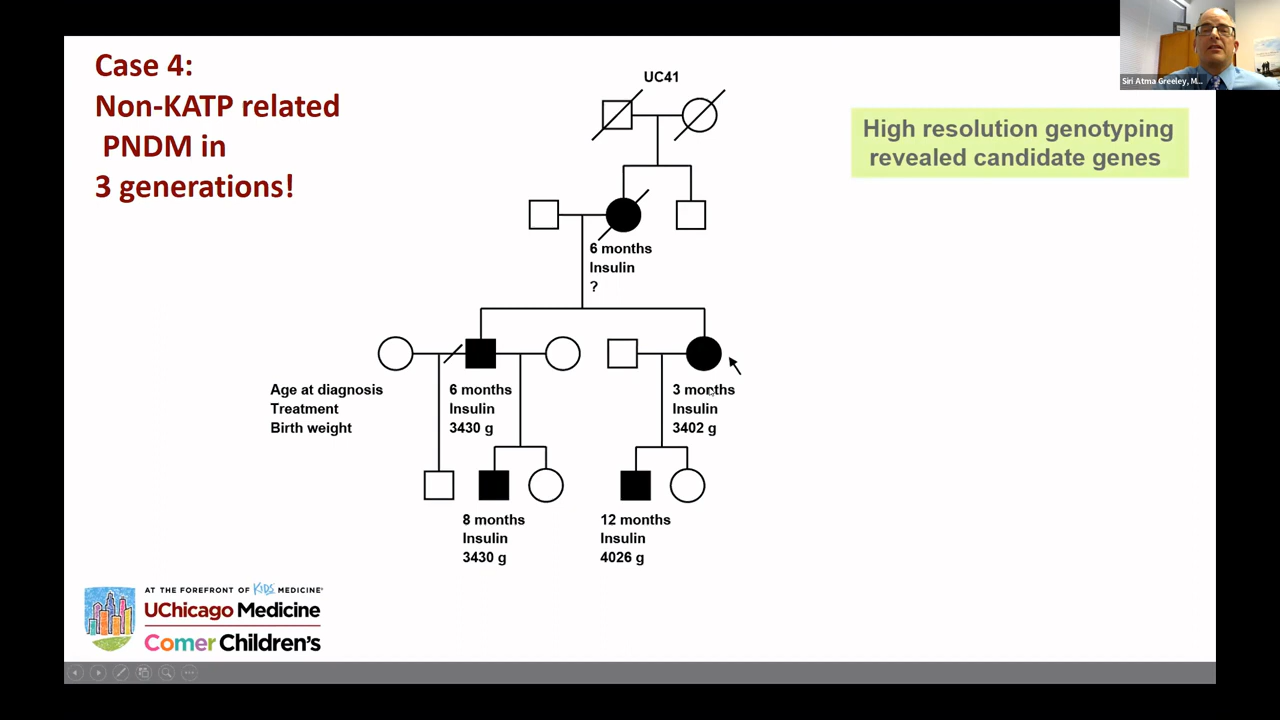 Case 4:
Non-KATP related
PNDM in
3 generations!
UC41
High resolution genotyping
revealed candidate genes
Siri Atma Greeley, M...
6 months
Insulin
?
Age at diagnosis
Treatment
Birth weight
6 months
Insulin
3430 g
3 months
Insulin
3402 g
8 months
Insulin
3430 g
12 months
Insulin
4026 g
AT THE FOREFRONT OF KIDS MEDICINE®
UChicago Medicine
Comer Children's